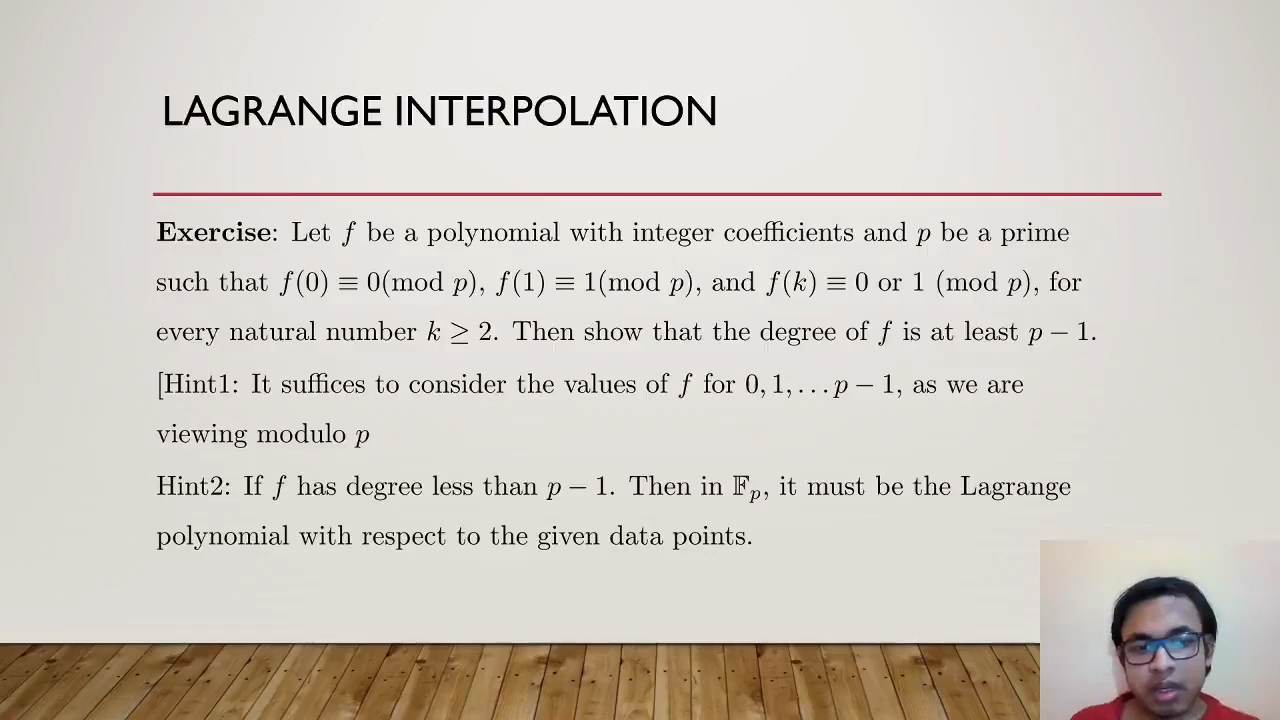 LAGRANGE INTERPOLATION
Exercise: Let f be a polynomial with integer coefficients and p be a prime
such that f(0) ≡ 0(mod p), f(1) ≡ 1(mod p), and f(k) ≡ 0 or 1 (mod p), for
every natural number k ≥ 2. Then show that the degree of f is at least p − 1.
[Hint1: It suffices to consider the values of f for 0, 1, . . . p − 1, as we are
viewing modulo p
Hint2: If f has degree less than p − 1. Then in 𝔽ₚ, it must be the Lagrange
polynomial with respect to the given data points.